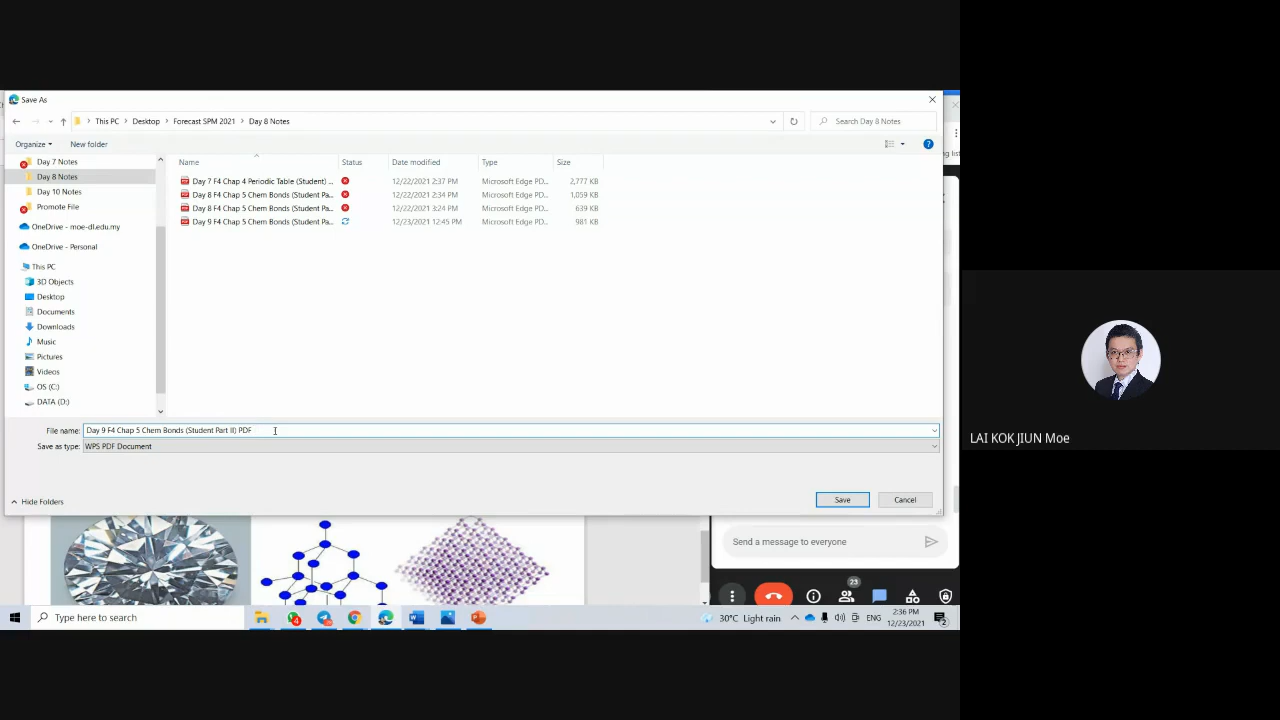 Save As
This PC > Desktop > Forecast SPM 2021 > Day 8 Notes
Search Day 8 Notes
Organize
New folder
Name Status Date modified Type Size
Day 7 Notes
Day 8 Notes
Day 10 Notes
Promote File
OneDrive - moe-dl.edu.my
OneDrive - Personal
This PC
3D Objects
Desktop
Documents
Downloads
Music
Pictures
Videos
OS (C:)
DATA (D:)
Day 7 F4 Chap 4 Periodic Table (Student) ... 12/22/2021 2:37 PM Microsoft Edge PD... 2,777 KB
Day 8 F4 Chap 5 Chem Bonds (Student Pa... 12/22/2021 2:34 PM Microsoft Edge PD... 1,059 KB
Day 8 F4 Chap 5 Chem Bonds (Student Pa... 12/22/2021 3:24 PM Microsoft Edge PD... 639 KB
Day 9 F4 Chap 5 Chem Bonds (Student Pa... 12/23/2021 12:45 PM Microsoft Edge PD... 981 KB
File name: Day 9 F4 Chap 5 Chem Bonds (Student Part II) PDF
Save as type: WPS PDF Document
Hide Folders
Save
Cancel
LAI KOK JIUN Moe
Send a message to everyone
23
Type here to search
4
30°C Light rain
ENG
2:36 PM
12/23/2021
2